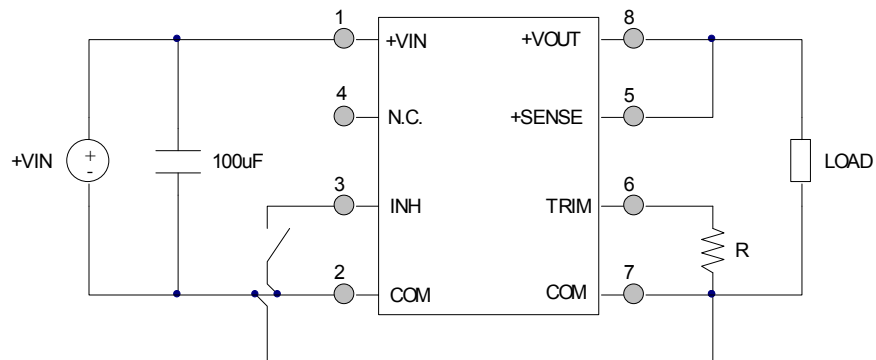 1
+VIN
+VOUT
8
4
N.C.
+SENSE
5
+VIN
+
-
100uF
LOAD
3
INH
TRIM
6
R
2
COM
COM
7